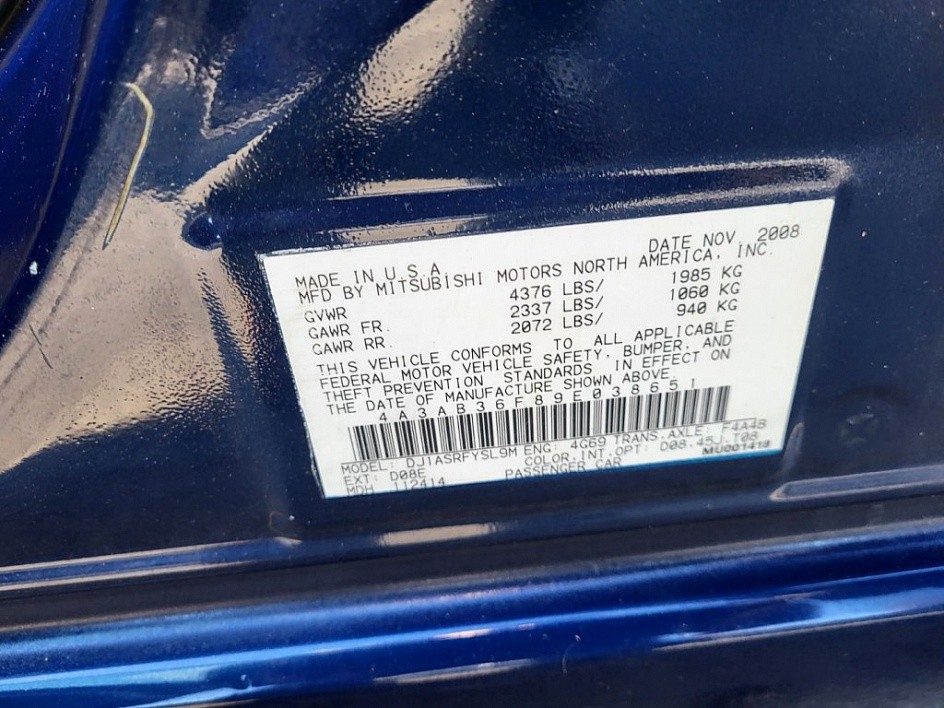 DATE NOV 2008
MADE IN U.S.A.
MFD BY MITSUBISHI MOTORS NORTH AMERICA, INC.
GVWR 4376 LBS/ 1985 KG
GAWR FR. 2337 LBS/ 1060 KG
GAWR RR. 2072 LBS/ 940 KG
THIS VEHICLE CONFORMS TO ALL APPLICABLE
FEDERAL MOTOR VEHICLE SAFETY, BUMPER, AND
THEFT PREVENTION STANDARDS IN EFFECT ON
THE DATE OF MANUFACTURE SHOWN ABOVE.
4A3AB36F89E038651
MODEL: DJ1ASRFYSL9M ENG: 4G69 TRANS.AXLE: F4A4B
EXT: D08E COLOR.INT.OPT: D08.45J.T08
MDH 112414 PASSENGER CAR MU001418